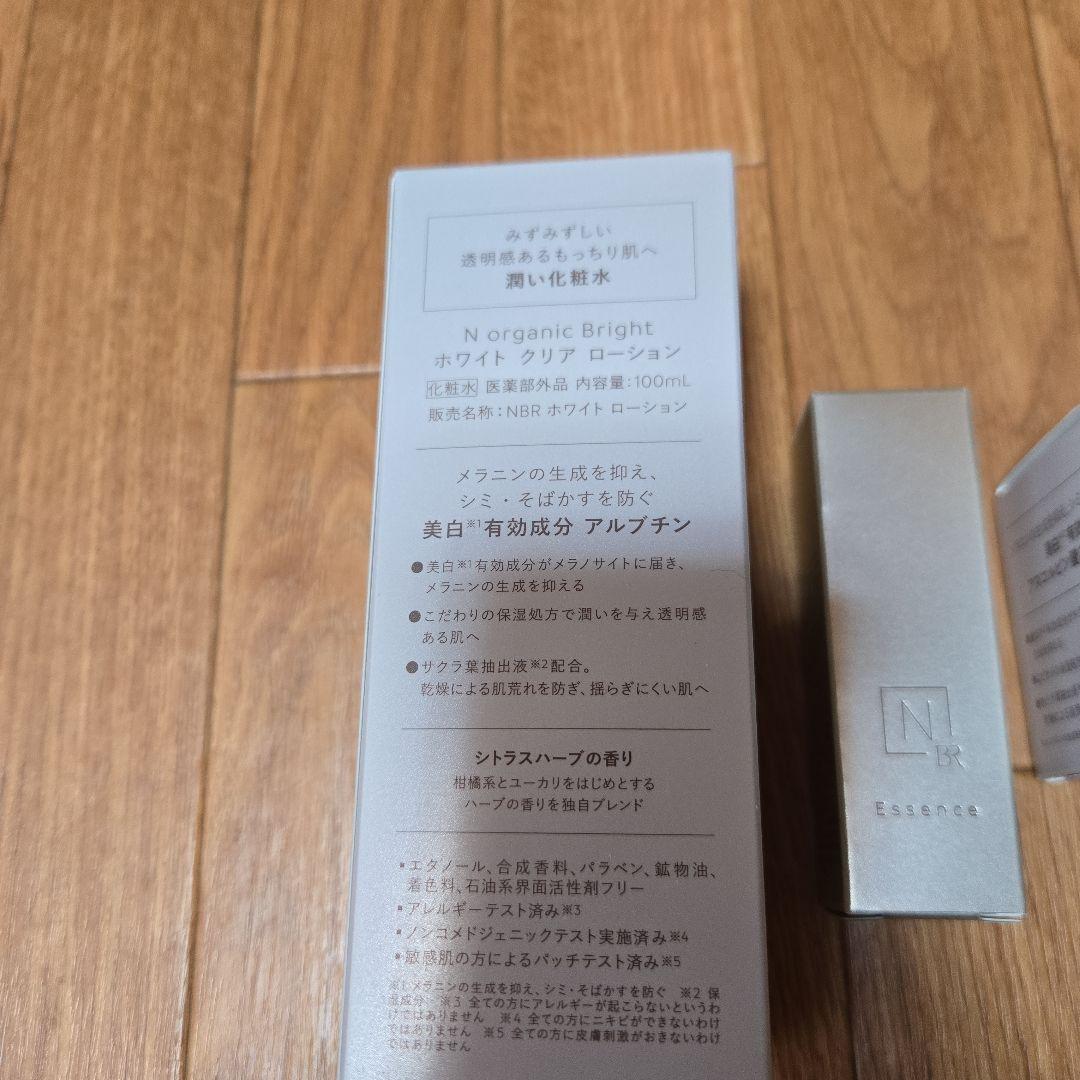 みずみずしい
透明感あるもっちり肌へ
潤い化粧水
N organic Bright
ホワイト クリア ローション
化粧水 医薬部外品 内容量：100mL
販売名称：NBR ホワイト ローション
メラニンの生成を抑え、
シミ・そばかすを防ぐ
美白※1有効成分 アルブチン
●美白※1有効成分がメラノサイトに届き、
メラニンの生成を抑える
●こだわりの保湿処方で潤いを与え透明感
ある肌へ
●サクラ葉抽出液※2配合。
乾燥による肌荒れを防ぎ、揺らぎにくい肌へ
シトラスハーブの香り
柑橘系とユーカリをはじめとする
ハーブの香りを独自ブレンド
▪エタノール、合成香料、パラベン、鉱物油、
着色料、石油系界面活性剤フリー
▪アレルギーテスト済み※3
▪ノンコメドジェニックテスト実施済み※4
▪敏感肌の方によるパッチテスト済み※5
※1 メラニンの生成を抑え、シミ・そばかすを防ぐ ※2 保
湿成分 ※3 全ての方にアレルギーが起こらないというわ
けではありません ※4 全ての方にニキビができないわけ
ではありません ※5 全ての方に皮膚刺激がおきないわけ
ではありません
N
BR
Essence